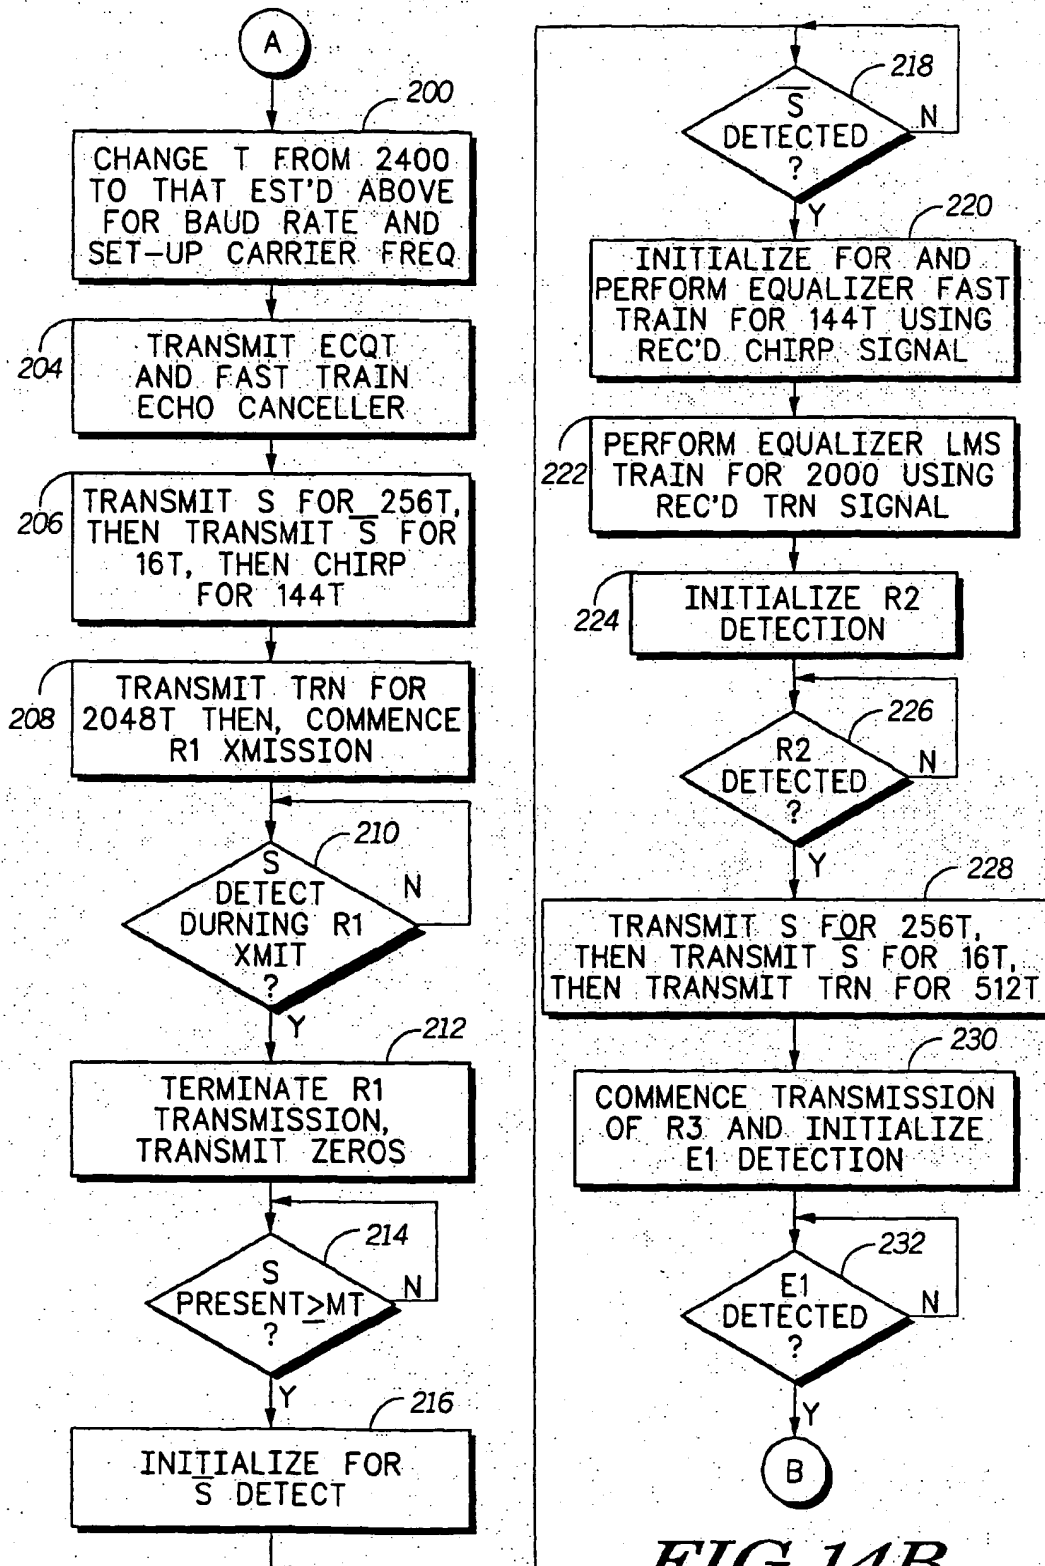 A
200
CHANGE T FROM 2400
TO THAT EST'D ABOVE
FOR BAUD RATE AND
SET-UP CARRIER FREQ
204
TRANSMIT ECQT
AND FAST TRAIN
ECHO CANCELLER
206
TRANSMIT S FOR 256T,
THEN TRANSMIT S̅ FOR
16T, THEN CHIRP
FOR 144T
208
TRANSMIT TRN FOR
2048T THEN, COMMENCE
R1 XMISSION
210
S
DETECT
DURNING R1
XMIT
?
N
Y
212
TERMINATE R1
TRANSMISSION,
TRANSMIT ZEROS
214
S
PRESENT≥MT
?
N
Y
216
INITIALIZE FOR
S̅ DETECT
218
S̅
DETECTED
?
N
Y
220
INITIALIZE FOR AND
PERFORM EQUALIZER FAST
TRAIN FOR 144T USING
REC'D CHIRP SIGNAL
222
PERFORM EQUALIZER LMS
TRAIN FOR 2000 USING
REC'D TRN SIGNAL
224
INITIALIZE R2
DETECTION
226
R2
DETECTED
?
N
Y
228
TRANSMIT S FOR 256T,
THEN TRANSMIT S̅ FOR 16T,
THEN TRANSMIT TRN FOR 512T
230
COMMENCE TRANSMISSION
OF R3 AND INITIALIZE
E1 DETECTION
232
E1
DETECTED
?
N
Y
B
FIG.14B